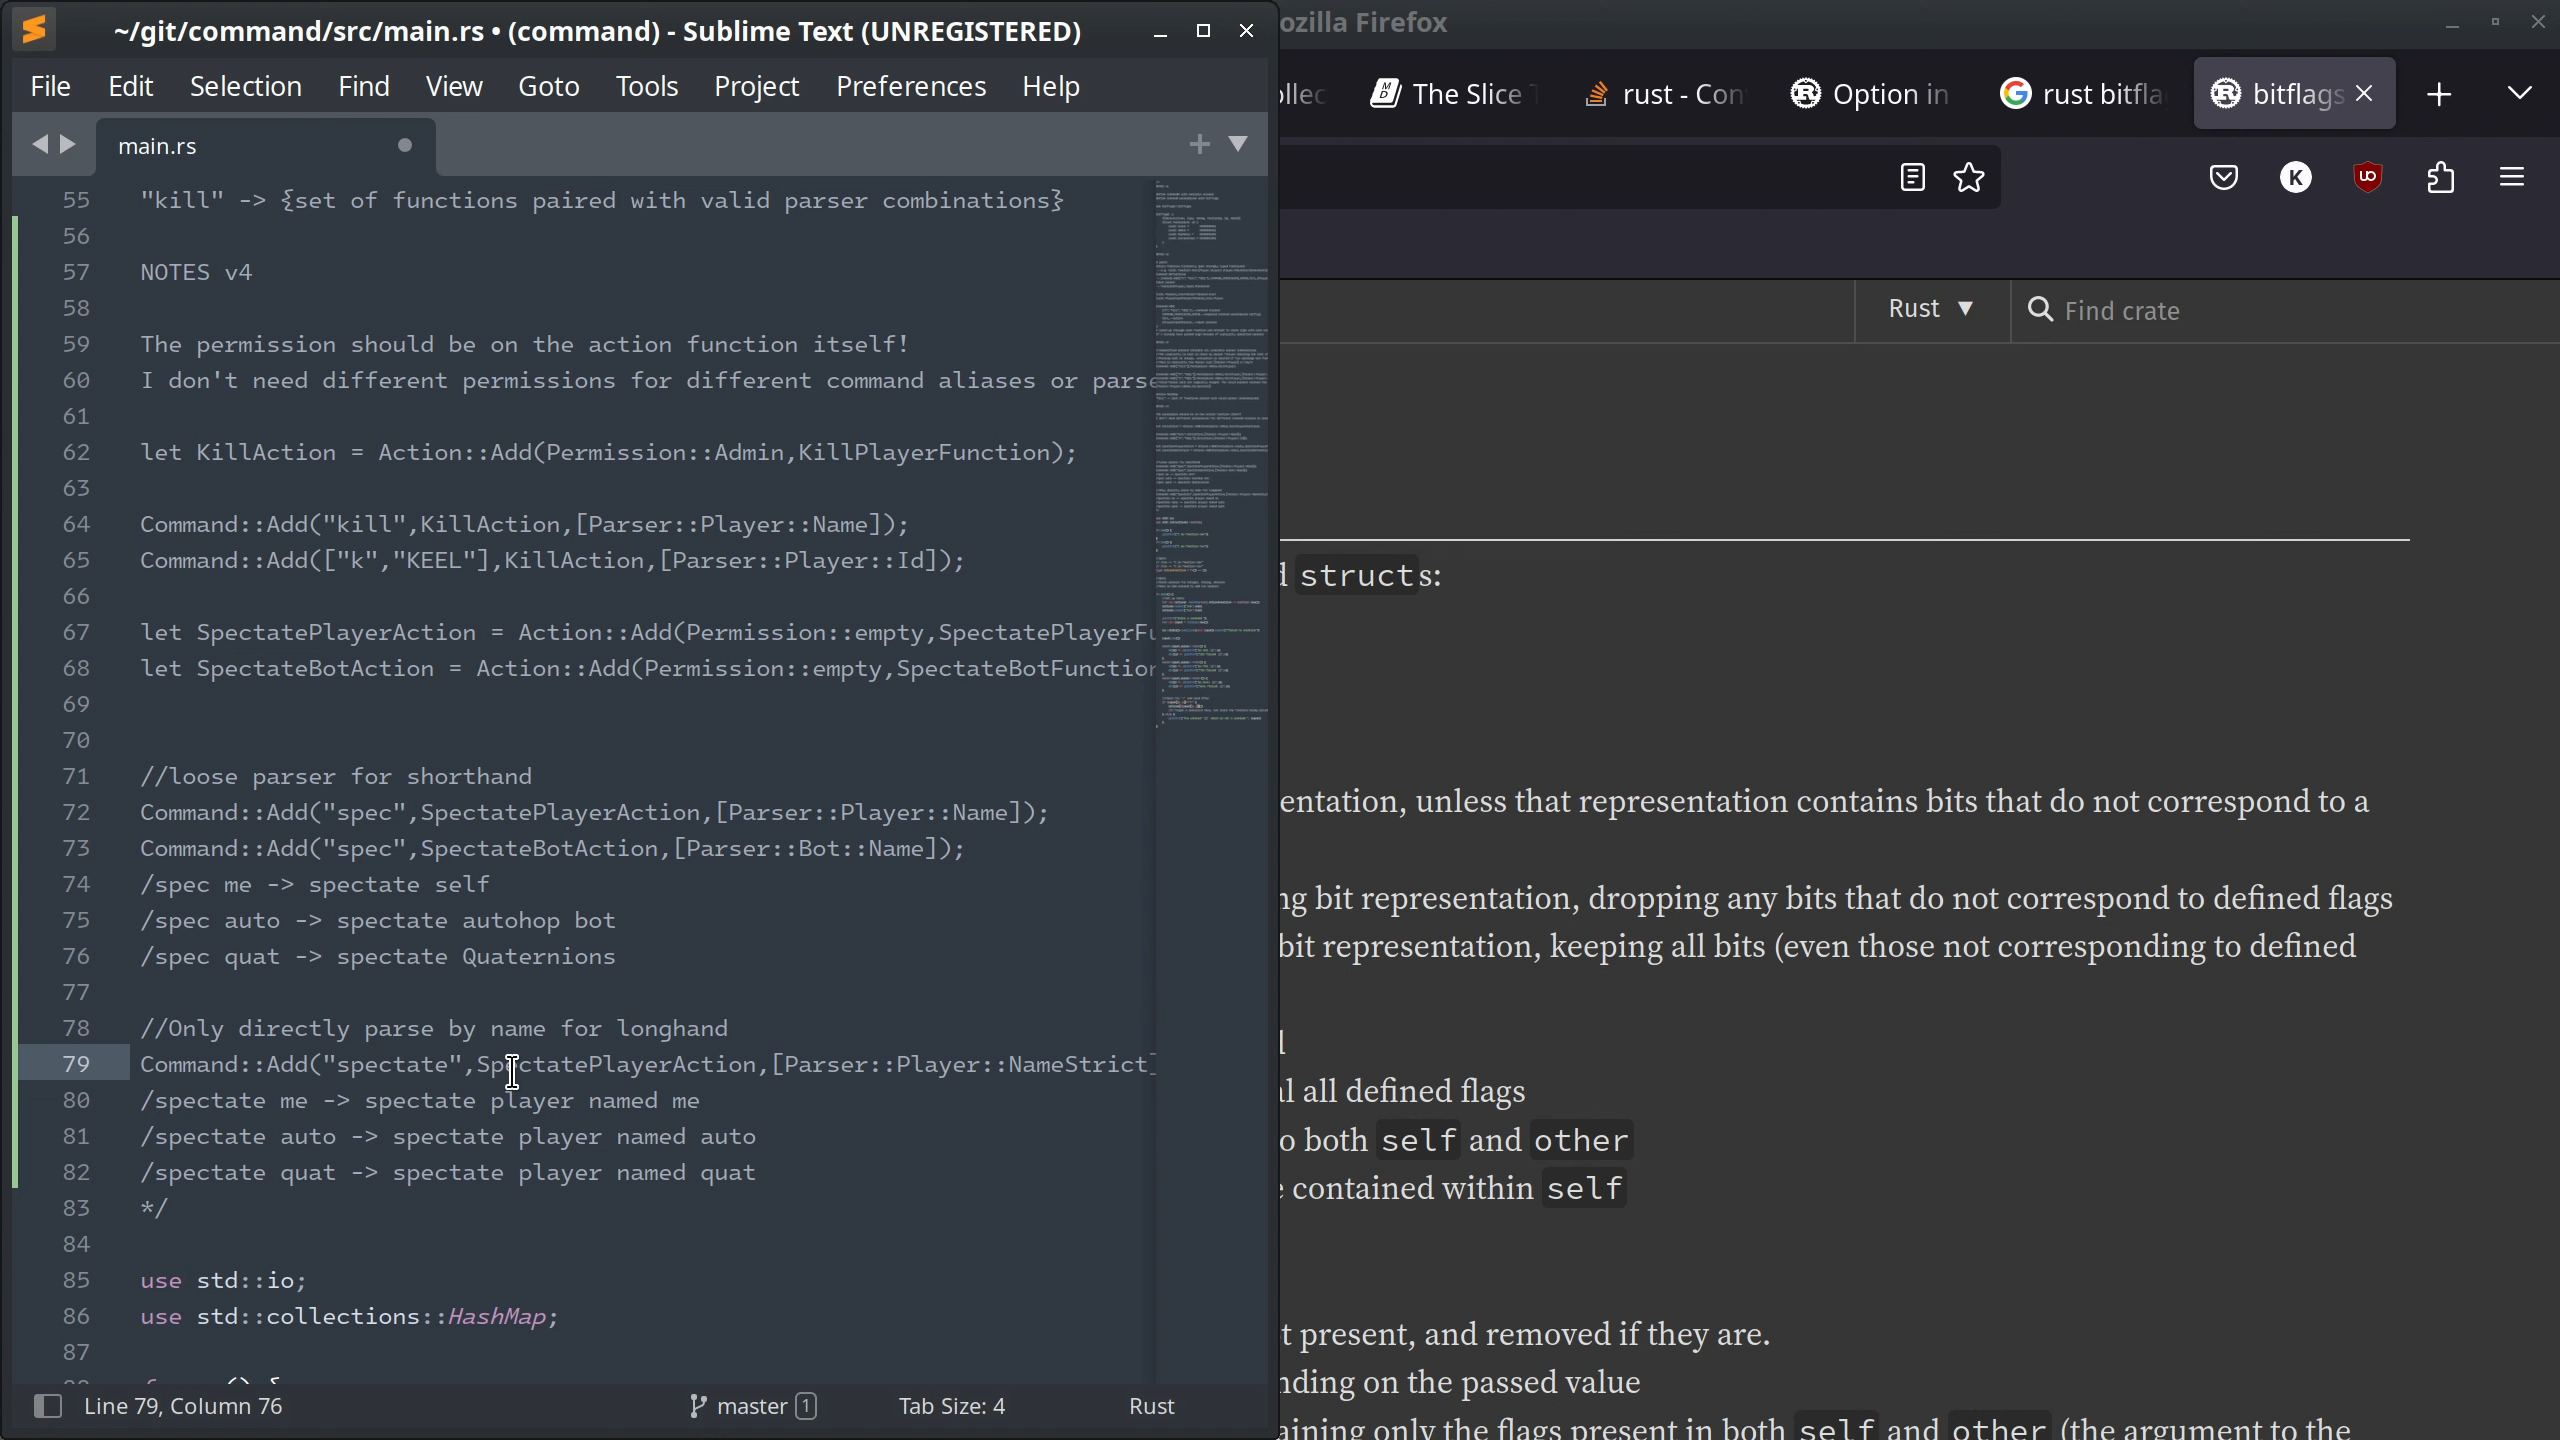 ~/git/command/src/main.rs • (command) - Sublime Text (UNREGISTERED)
File Edit Selection Find View Goto Tools Project Preferences Help
main.rs
55 "kill" -> {set of functions paired with valid parser combinations}
56
57 NOTES v4
58
59 The permission should be on the action function itself!
60 I don't need different permissions for different command aliases or parse
61
62 let KillAction = Action::Add(Permission::Admin,KillPlayerFunction);
63
64 Command::Add("kill",KillAction,[Parser::Player::Name]);
65 Command::Add(["k","KEEL"],KillAction,[Parser::Player::Id]);
66
67 let SpectatePlayerAction = Action::Add(Permission::empty,SpectatePlayerFu
68 let SpectateBotAction = Action::Add(Permission::empty,SpectateBotFunction
69
70
71 //loose parser for shorthand
72 Command::Add("spec",SpectatePlayerAction,[Parser::Player::Name]);
73 Command::Add("spec",SpectateBotAction,[Parser::Bot::Name]);
74 /spec me -> spectate self
75 /spec auto -> spectate autohop bot
76 /spec quat -> spectate Quaternions
77
78 //Only directly parse by name for longhand
79 Command::Add("spectate",SpectatePlayerAction,[Parser::Player::NameStrict]
80 /spectate me -> spectate player named me
81 /spectate auto -> spectate player named auto
82 /spectate quat -> spectate player named quat
83 */
84
85 use std::io;
86 use std::collections::HashMap;
87
Line 79, Column 76 master 1 Tab Size: 4 Rust
ozilla Firefox
ollec The Slice T rust - Con Option in rust bitfla bitflags
K
Rust ▼ Find crate
d structs:
entation, unless that representation contains bits that do not correspond to a
ng bit representation, dropping any bits that do not correspond to defined flags
bit representation, keeping all bits (even those not corresponding to defined
l
al all defined flags
o both self and other
e contained within self
t present, and removed if they are.
nding on the passed value
aining only the flags present in both self and other (the argument to the